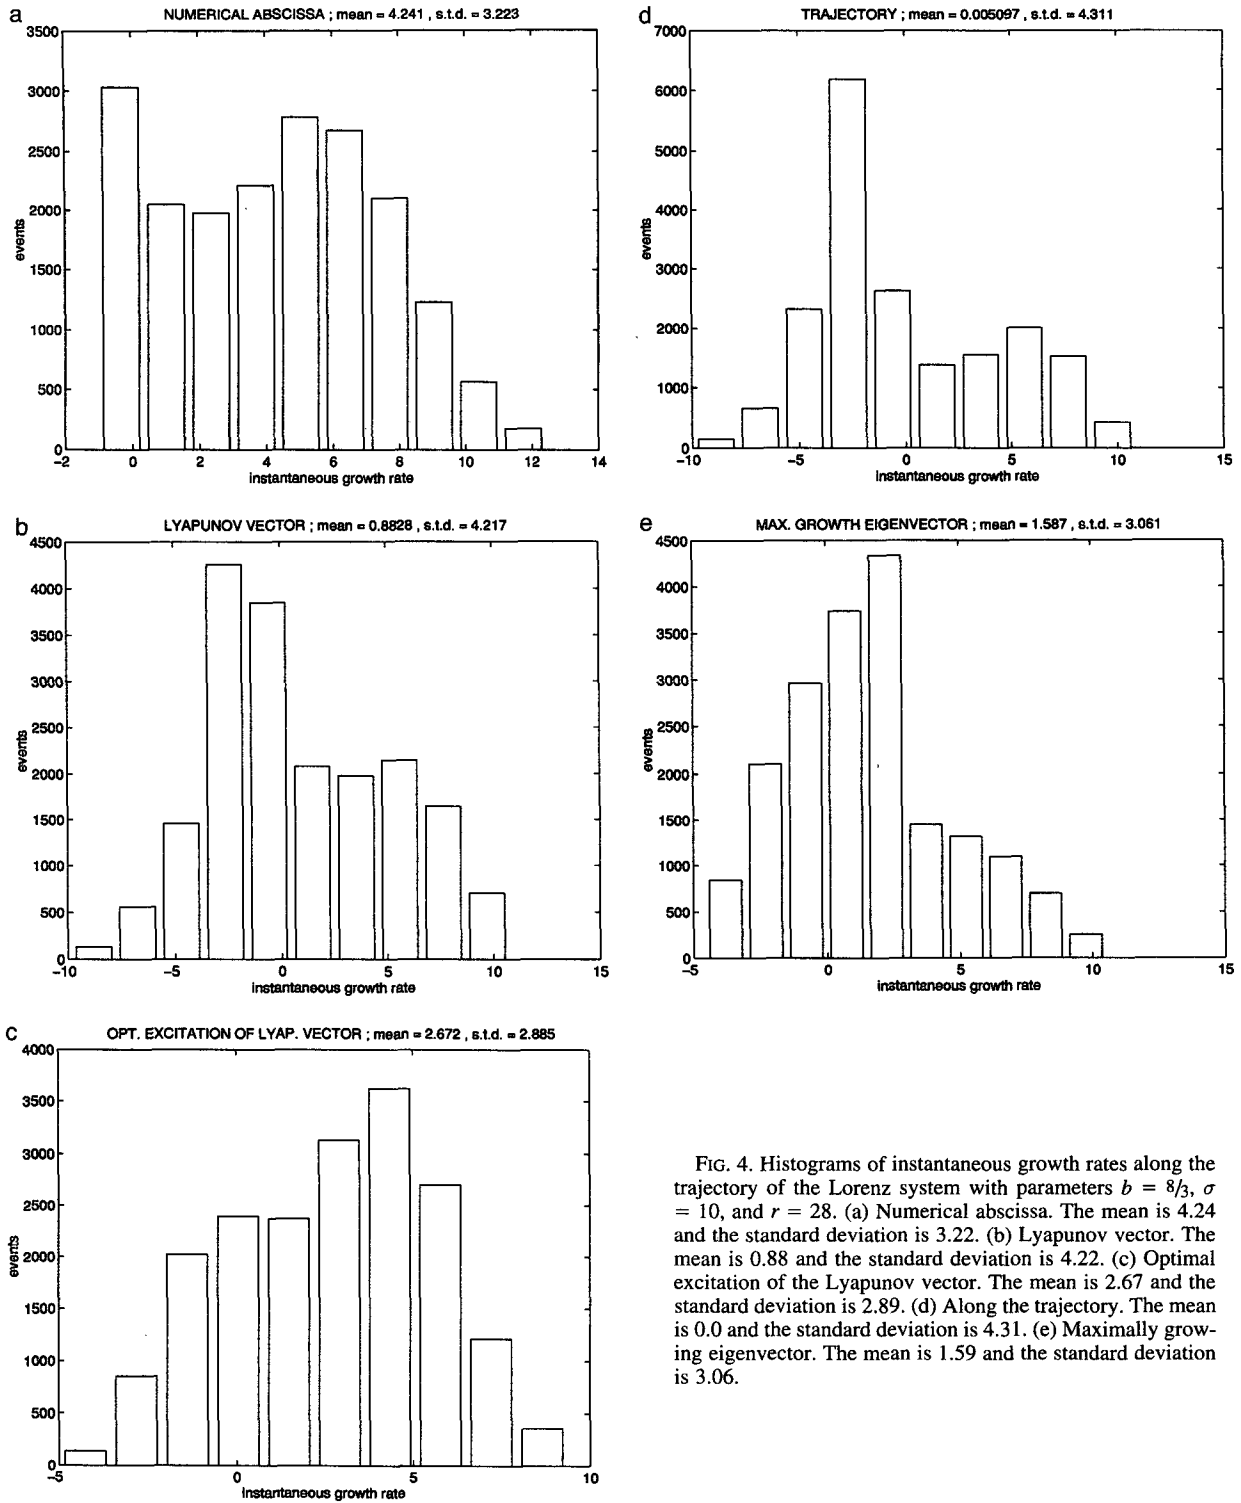 a
NUMERICAL ABSCISSA ; mean = 4.241 , s.t.d. = 3.223
3500
3000
2500
2000
1500
1000
500
0
events
-2 0 2 4 6 8 10 12 14
instantaneous growth rate
b
LYAPUNOV VECTOR ; mean = 0.8828 , s.t.d. = 4.217
4500
4000
3500
3000
2500
2000
1500
1000
500
0
events
-10 -5 0 5 10 15
instantaneous growth rate
c
OPT. EXCITATION OF LYAP. VECTOR ; mean = 2.672 , s.t.d. = 2.885
4000
3500
3000
2500
2000
1500
1000
500
0
events
-5 0 5 10
instantaneous growth rate
d
TRAJECTORY ; mean = 0.005097 , s.t.d. = 4.311
7000
6000
5000
4000
3000
2000
1000
0
events
-10 -5 0 5 10 15
instantaneous growth rate
e
MAX. GROWTH EIGENVECTOR ; mean = 1.587 , s.t.d. = 3.061
4500
4000
3500
3000
2500
2000
1500
1000
500
0
events
-5 0 5 10 15
instantaneous growth rate
FIG. 4. Histograms of instantaneous growth rates along the
trajectory of the Lorenz system with parameters b = 8/3, σ
= 10, and r = 28. (a) Numerical abscissa. The mean is 4.24
and the standard deviation is 3.22. (b) Lyapunov vector. The
mean is 0.88 and the standard deviation is 4.22. (c) Optimal
excitation of the Lyapunov vector. The mean is 2.67 and the
standard deviation is 2.89. (d) Along the trajectory. The mean
is 0.0 and the standard deviation is 4.31. (e) Maximally grow-
ing eigenvector. The mean is 1.59 and the standard deviation
is 3.06.